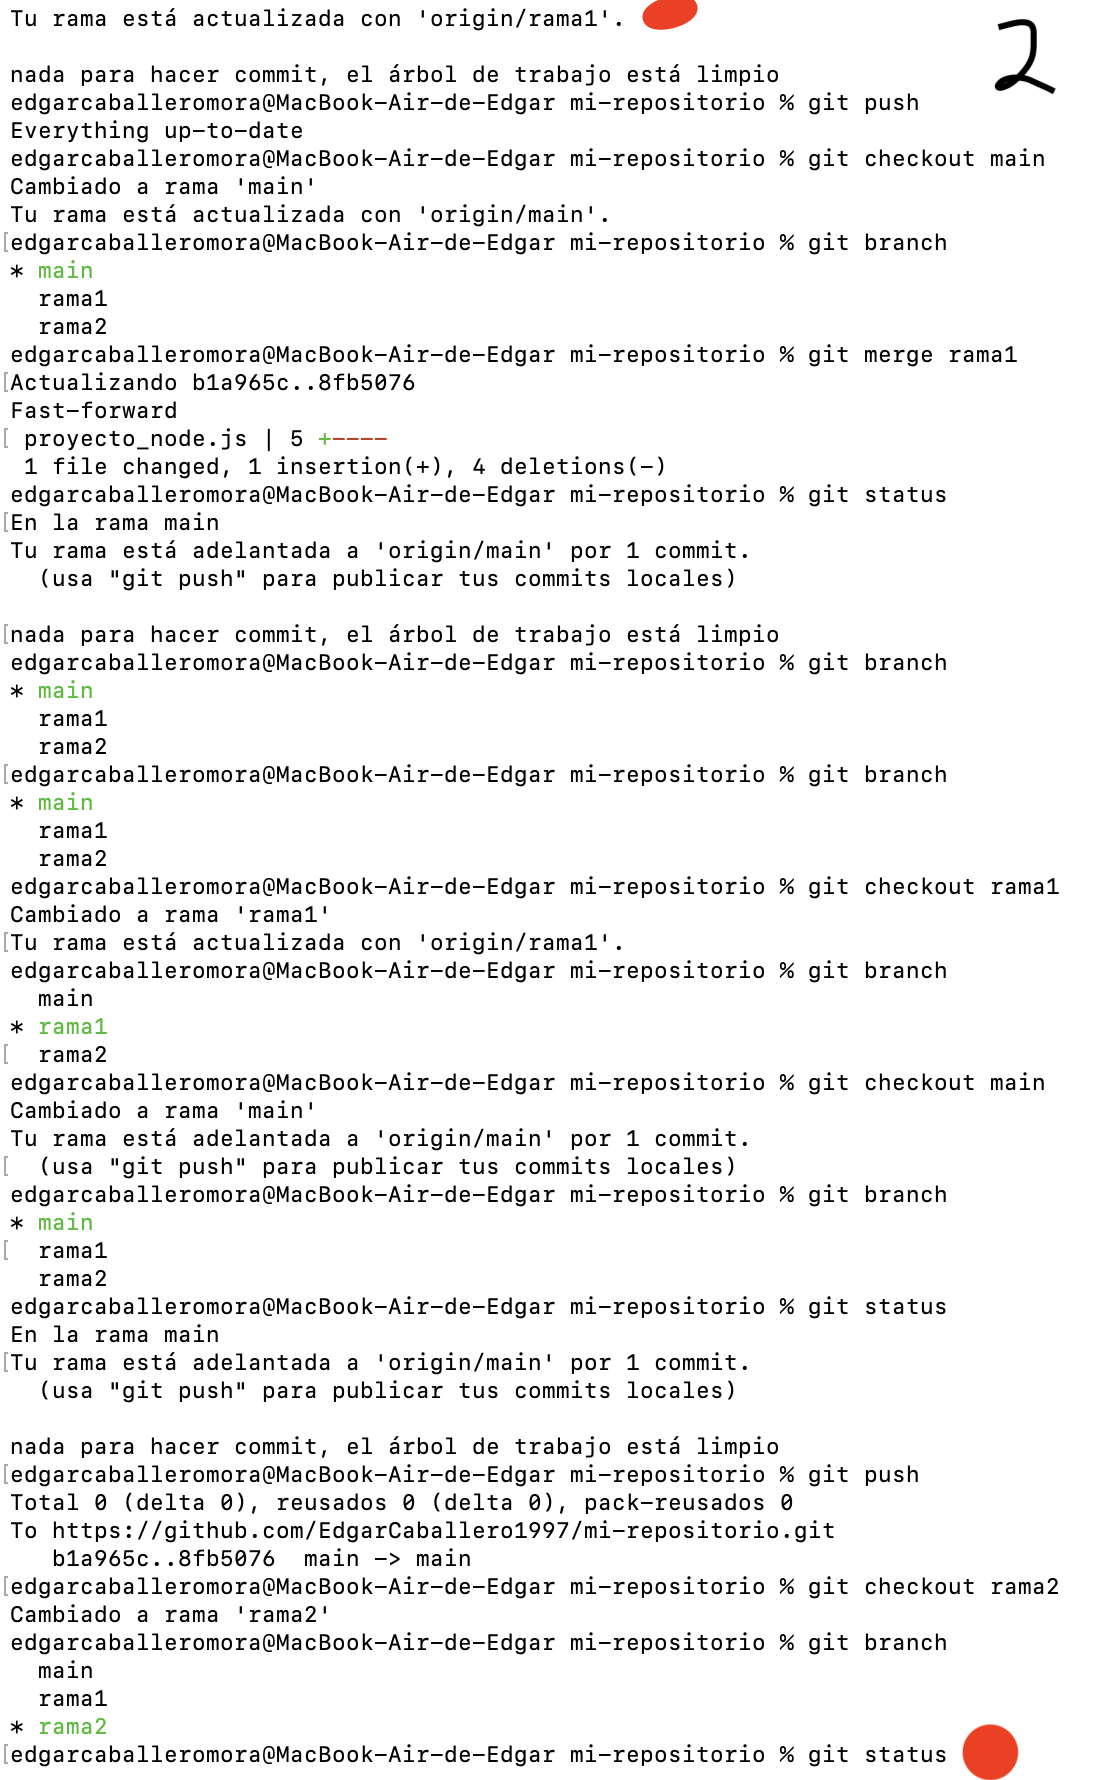 Tu rama está actualizada con 'origin/rama1'.
2
nada para hacer commit, el árbol de trabajo está limpio
edgarcaballeromora@MacBook-Air-de-Edgar mi-repositorio % git push
Everything up-to-date
edgarcaballeromora@MacBook-Air-de-Edgar mi-repositorio % git checkout main
Cambiado a rama 'main'
Tu rama está actualizada con 'origin/main'.
[edgarcaballeromora@MacBook-Air-de-Edgar mi-repositorio % git branch
* main
  rama1
  rama2
edgarcaballeromora@MacBook-Air-de-Edgar mi-repositorio % git merge rama1
[Actualizando b1a965c..8fb5076
Fast-forward
[ proyecto_node.js | 5 +----
 1 file changed, 1 insertion(+), 4 deletions(-)
edgarcaballeromora@MacBook-Air-de-Edgar mi-repositorio % git status
[En la rama main
Tu rama está adelantada a 'origin/main' por 1 commit.
  (usa "git push" para publicar tus commits locales)
[nada para hacer commit, el árbol de trabajo está limpio
edgarcaballeromora@MacBook-Air-de-Edgar mi-repositorio % git branch
* main
  rama1
  rama2
[edgarcaballeromora@MacBook-Air-de-Edgar mi-repositorio % git branch
* main
  rama1
  rama2
edgarcaballeromora@MacBook-Air-de-Edgar mi-repositorio % git checkout rama1
Cambiado a rama 'rama1'
[Tu rama está actualizada con 'origin/rama1'.
edgarcaballeromora@MacBook-Air-de-Edgar mi-repositorio % git branch
  main
* rama1
[  rama2
edgarcaballeromora@MacBook-Air-de-Edgar mi-repositorio % git checkout main
Cambiado a rama 'main'
Tu rama está adelantada a 'origin/main' por 1 commit.
[  (usa "git push" para publicar tus commits locales)
edgarcaballeromora@MacBook-Air-de-Edgar mi-repositorio % git branch
* main
[  rama1
  rama2
edgarcaballeromora@MacBook-Air-de-Edgar mi-repositorio % git status
En la rama main
[Tu rama está adelantada a 'origin/main' por 1 commit.
  (usa "git push" para publicar tus commits locales)
nada para hacer commit, el árbol de trabajo está limpio
[edgarcaballeromora@MacBook-Air-de-Edgar mi-repositorio % git push
Total 0 (delta 0), reusados 0 (delta 0), pack-reusados 0
To https://github.com/EdgarCaballero1997/mi-repositorio.git
   b1a965c..8fb5076  main -> main
[edgarcaballeromora@MacBook-Air-de-Edgar mi-repositorio % git checkout rama2
Cambiado a rama 'rama2'
edgarcaballeromora@MacBook-Air-de-Edgar mi-repositorio % git branch
  main
  rama1
* rama2
[edgarcaballeromora@MacBook-Air-de-Edgar mi-repositorio % git status